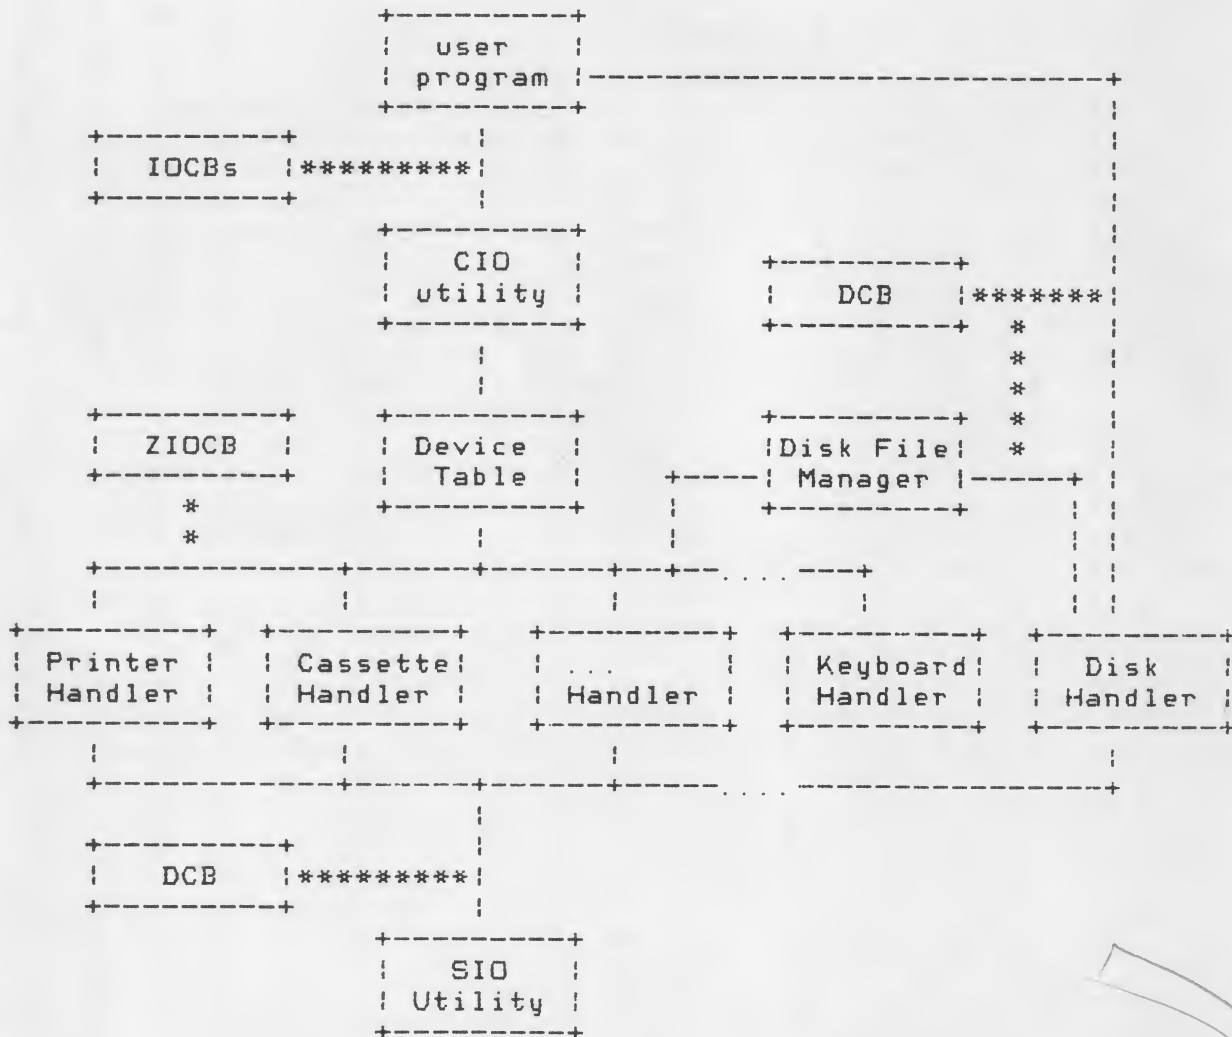 user
program
IOCBs
CIO
utility
DCB
ZIOCB
Device
Table
Disk File
Manager
....
Printer
Handler
Cassette
Handler
...
Handler
Keyboard
Handler
Disk
Handler
....
DCB
SIO
Utility